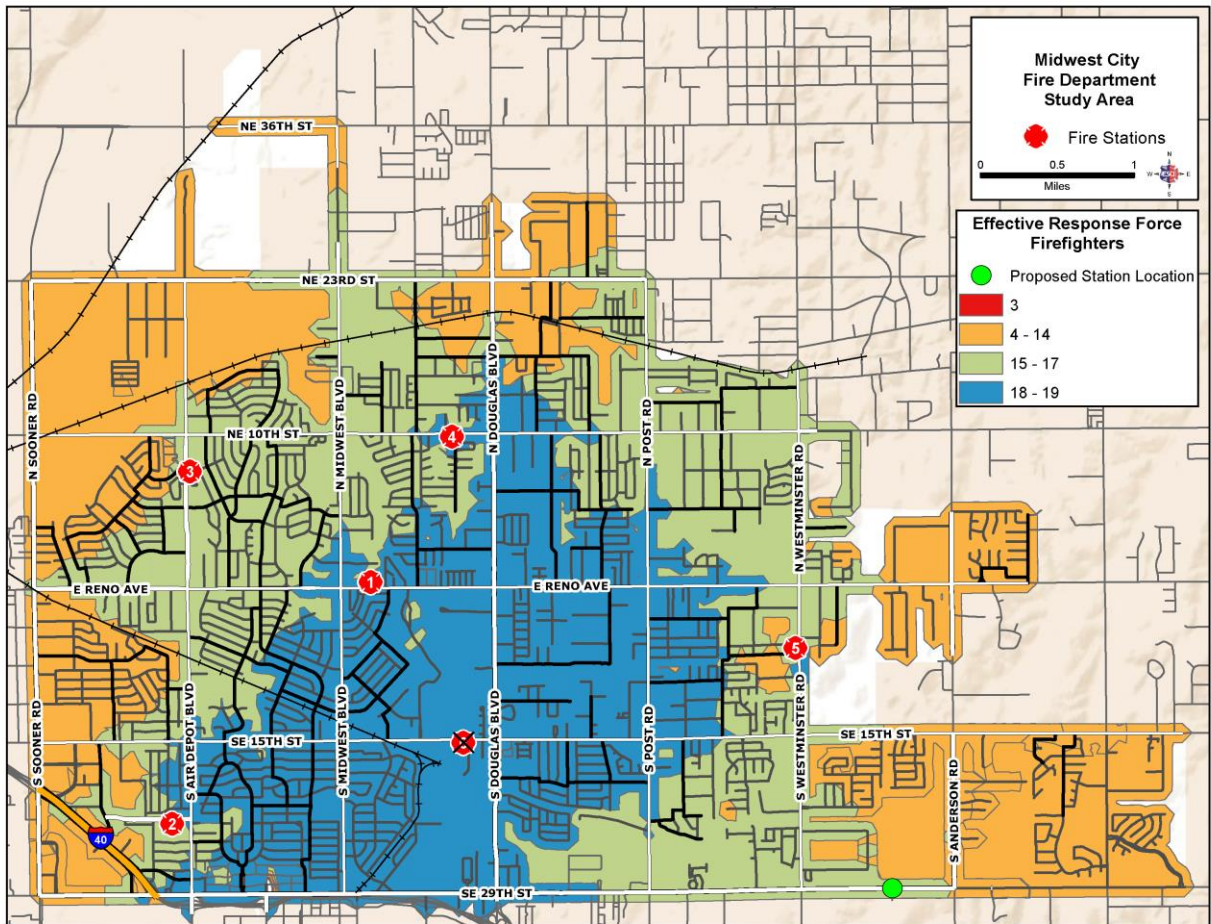 Midwest City
Fire Department
Study Area
Fire Stations
0 0.5 1
Miles
N
W E
S
Effective Response Force
Firefighters
Proposed Station Location
3
4 - 14
15 - 17
18 - 19
NE 36TH ST
NE 23RD ST
N SOONER RD
N MIDWEST BLVD
N DOUGLAS BLVD
N POST RD
NE 10TH ST
4
3
N WESTMINSTER RD
1
E RENO AVE
E RENO AVE
5
S SOONER RD
S AIR DEPOT BLVD
S MIDWEST BLVD
S DOUGLAS BLVD
S POST RD
S WESTMINSTER RD
SE 15TH ST
SE 15TH ST
S ANDERSON RD
2
40
SE 29TH ST